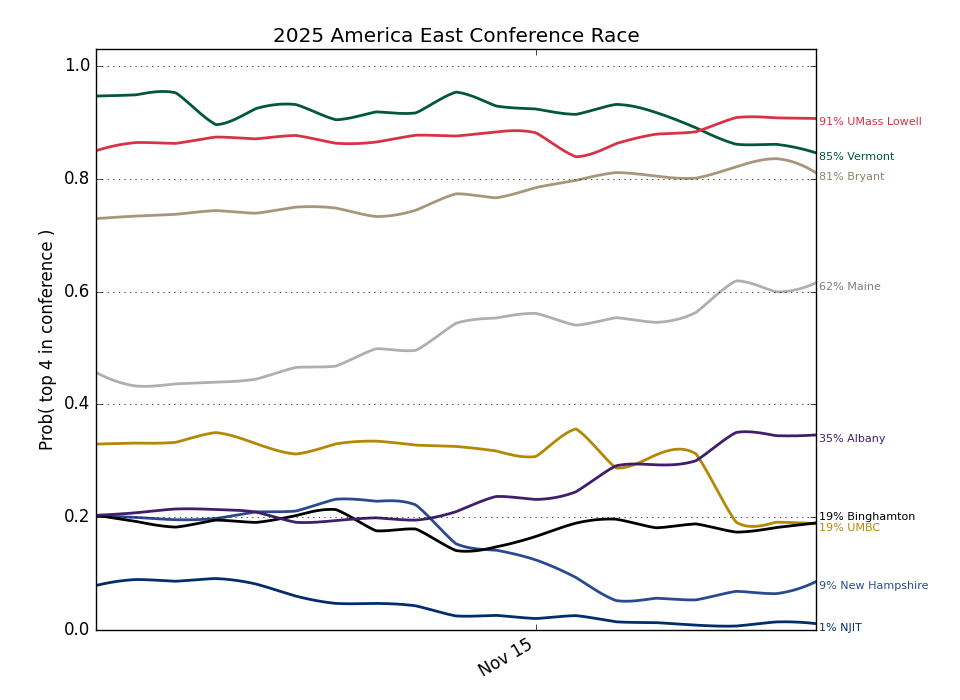 2025 America East Conference Race
1.0
0.8
0.6
0.4
0.2
0.0
Prob( top 4 in conference )
Nov 15
91% UMass Lowell
85% Vermont
81% Bryant
62% Maine
35% Albany
19% Binghamton
19% UMBC
9% New Hampshire
1% NJIT